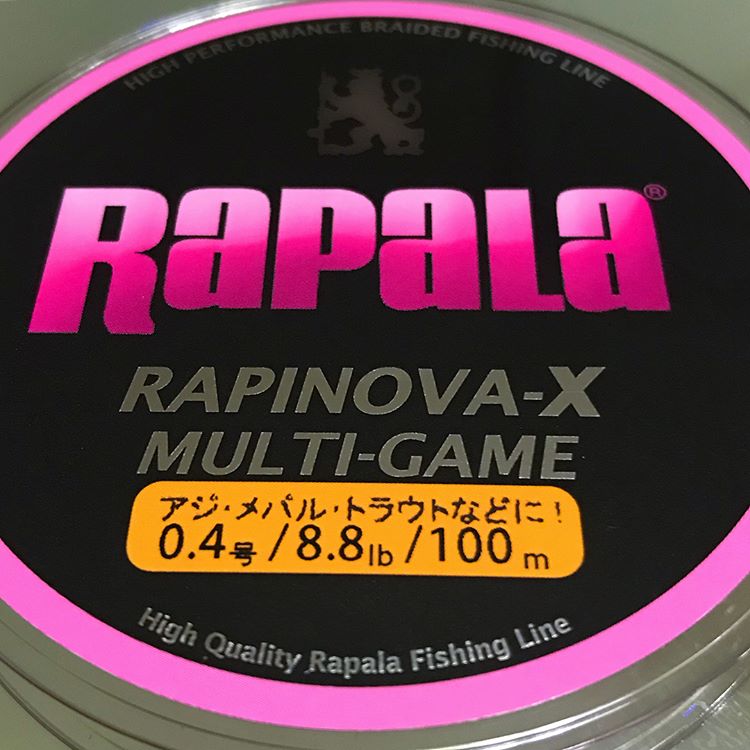 HIGH PERFORMANCE BRAIDED FISHING LINE
RAPALA®
RAPINOVA-X
MULTI-GAME
アジ・メバル・トラウトなどに!
0.4号/8.8lb/100m
High Quality Rapala Fishing Line